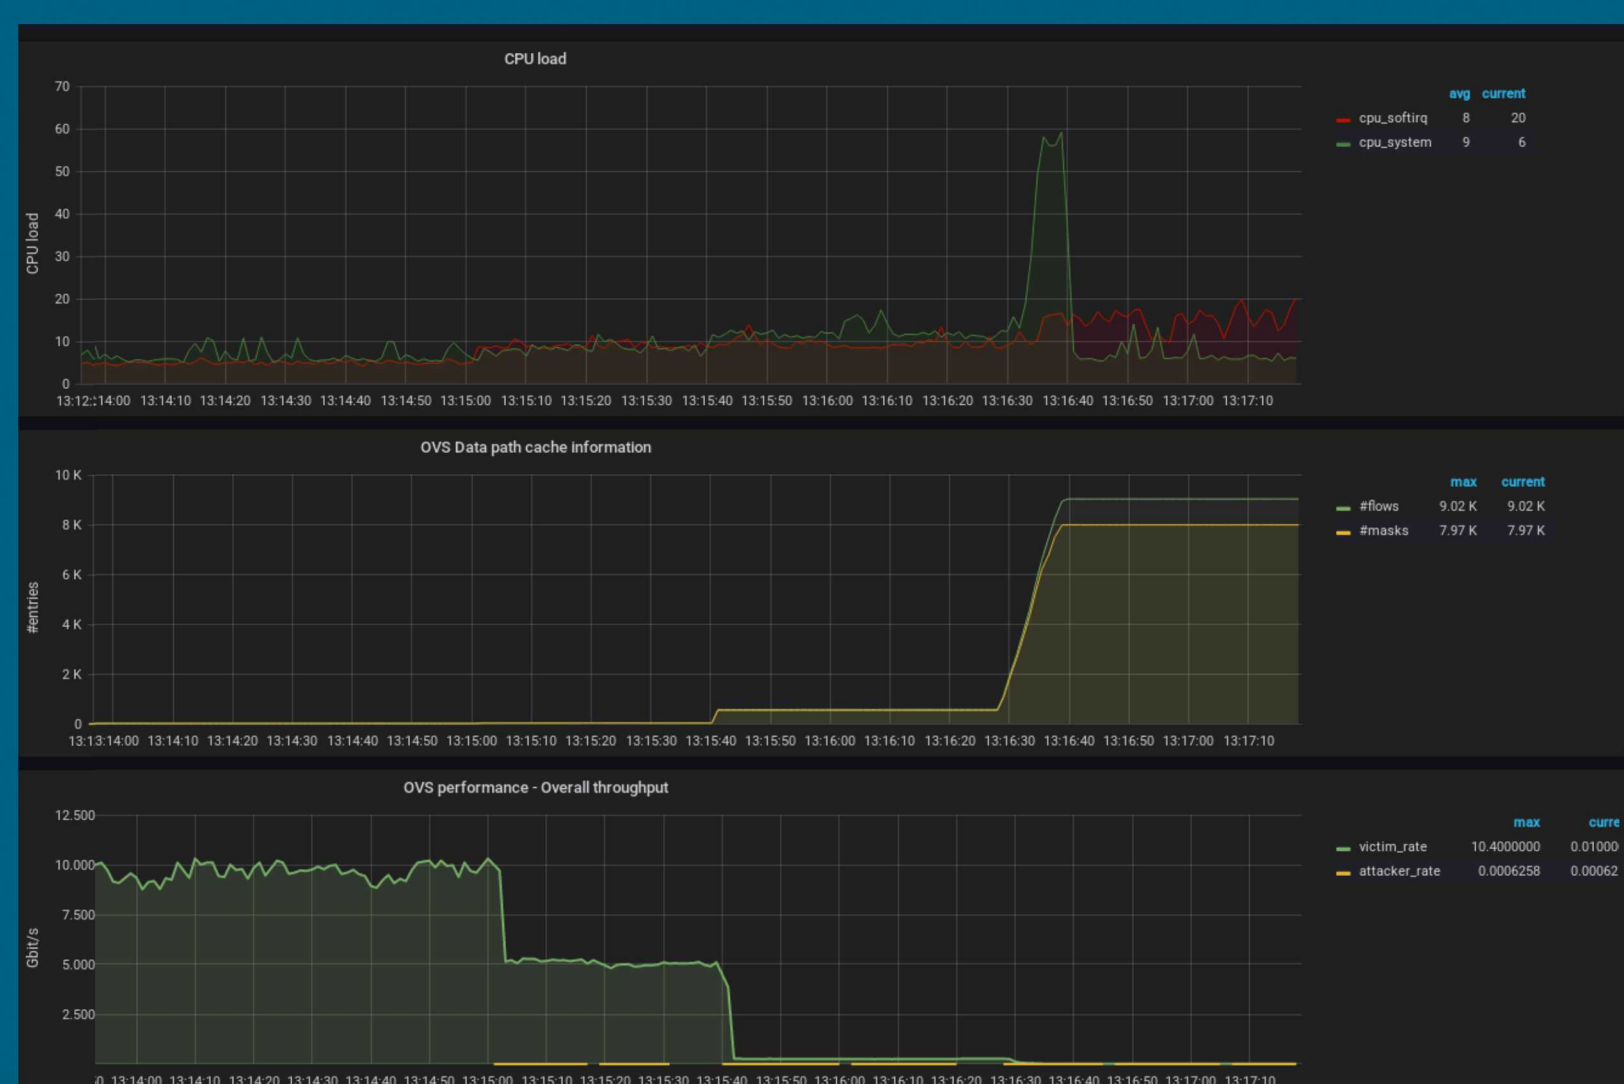 CPU load
70
60
50
40
30
20
10
0
CPU load
13:12::14:00 13:14:10 13:14:20 13:14:30 13:14:40 13:14:50 13:15:00 13:15:10 13:15:20 13:15:30 13:15:40 13:15:50 13:16:00 13:16:10 13:16:20 13:16:30 13:16:40 13:16:50 13:17:00 13:17:10
avg current
cpu_softirq 8 20
cpu_system 9 6
OVS Data path cache information
10 K
8 K
6 K
4 K
2 K
0
#entries
13:13:14:00 13:14:10 13:14:20 13:14:30 13:14:40 13:14:50 13:15:00 13:15:10 13:15:20 13:15:30 13:15:40 13:15:50 13:16:00 13:16:10 13:16:20 13:16:30 13:16:40 13:16:50 13:17:00 13:17:10
max current
#flows 9.02 K 9.02 K
#masks 7.97 K 7.97 K
OVS performance - Overall throughput
12.500
10.000
7.500
5.000
2.500
Gbit/s
13:14:00 13:14:10 13:14:20 13:14:30 13:14:40 13:14:50 13:15:00 13:15:10 13:15:20 13:15:30 13:15:40 13:15:50 13:16:00 13:16:10 13:16:20 13:16:30 13:16:40 13:16:50 13:17:00 13:17:10
max curre
victim_rate 10.4000000 0.01000
attacker_rate 0.0006258 0.00062